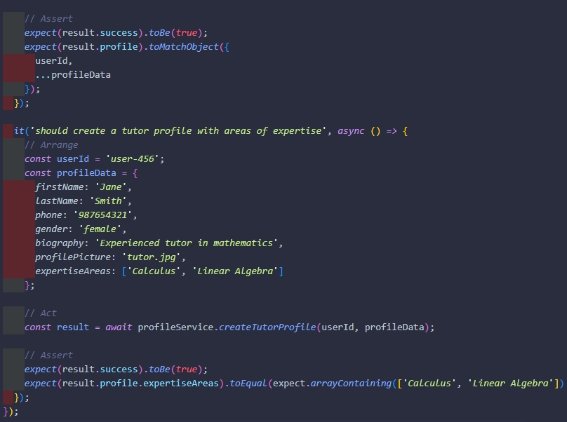 // Assert
expect(result.success).toBe(true);
expect(result.profile).toMatchObject({
userId,
...profileData
});
});
it('should create a tutor profile with areas of expertise', async () => {
// Arrange
const userId = 'user-456';
const profileData = {
firstName: 'Jane',
lastName: 'Smith',
phone: '987654321',
gender: 'female',
biography: 'Experienced tutor in mathematics',
profilePicture: 'tutor.jpg',
expertiseAreas: ['Calculus', 'Linear Algebra']
};
// Act
const result = await profileService.createTutorProfile(userId, profileData);
// Assert
expect(result.success).toBe(true);
expect(result.profile.expertiseAreas).toEqual(expect.arrayContaining(['Calculus', 'Linear Algebra'])
});
});